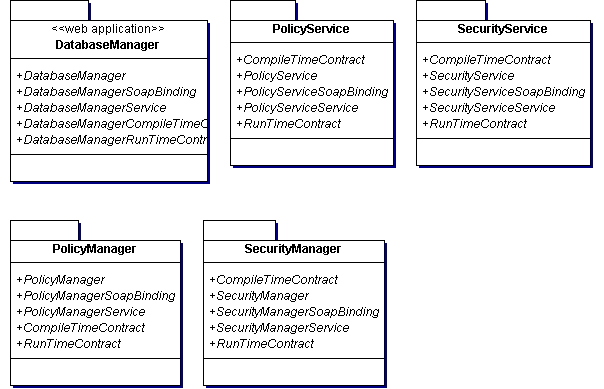 <<web application>>
DatabaseManager
+DatabaseManager
+DatabaseManagerSoapBinding
+DatabaseManagerService
+DatabaseManagerCompileTimeC
+DatabaseManagerRunTimeContr
PolicyService
+CompileTimeContract
+PolicyService
+PolicyServiceSoapBinding
+PolicyServiceService
+RunTimeContract
SecurityService
+CompileTimeContract
+SecurityService
+SecurityServiceSoapBinding
+SecurityServiceService
+RunTimeContract
PolicyManager
+PolicyManager
+PolicyManagerSoapBinding
+PolicyManagerService
+CompileTimeContract
+RunTimeContract
SecurityManager
+CompileTimeContract
+SecurityManager
+SecurityManagerSoapBinding
+SecurityManagerService
+RunTimeContract